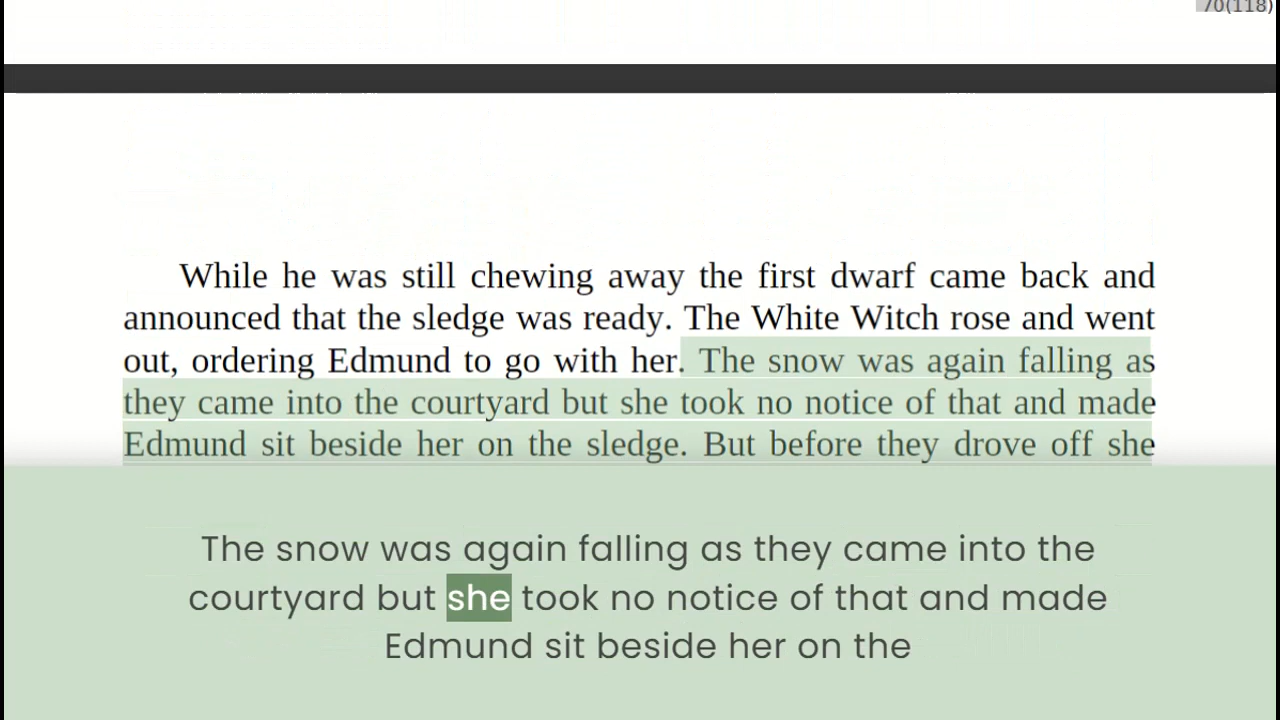 70(118)
While he was still chewing away the first dwarf came back and
announced that the sledge was ready. The White Witch rose and went
out, ordering Edmund to go with her. The snow was again falling as
they came into the courtyard but she took no notice of that and made
Edmund sit beside her on the sledge. But before they drove off she
The snow was again falling as they came into the
courtyard but she took no notice of that and made
Edmund sit beside her on the